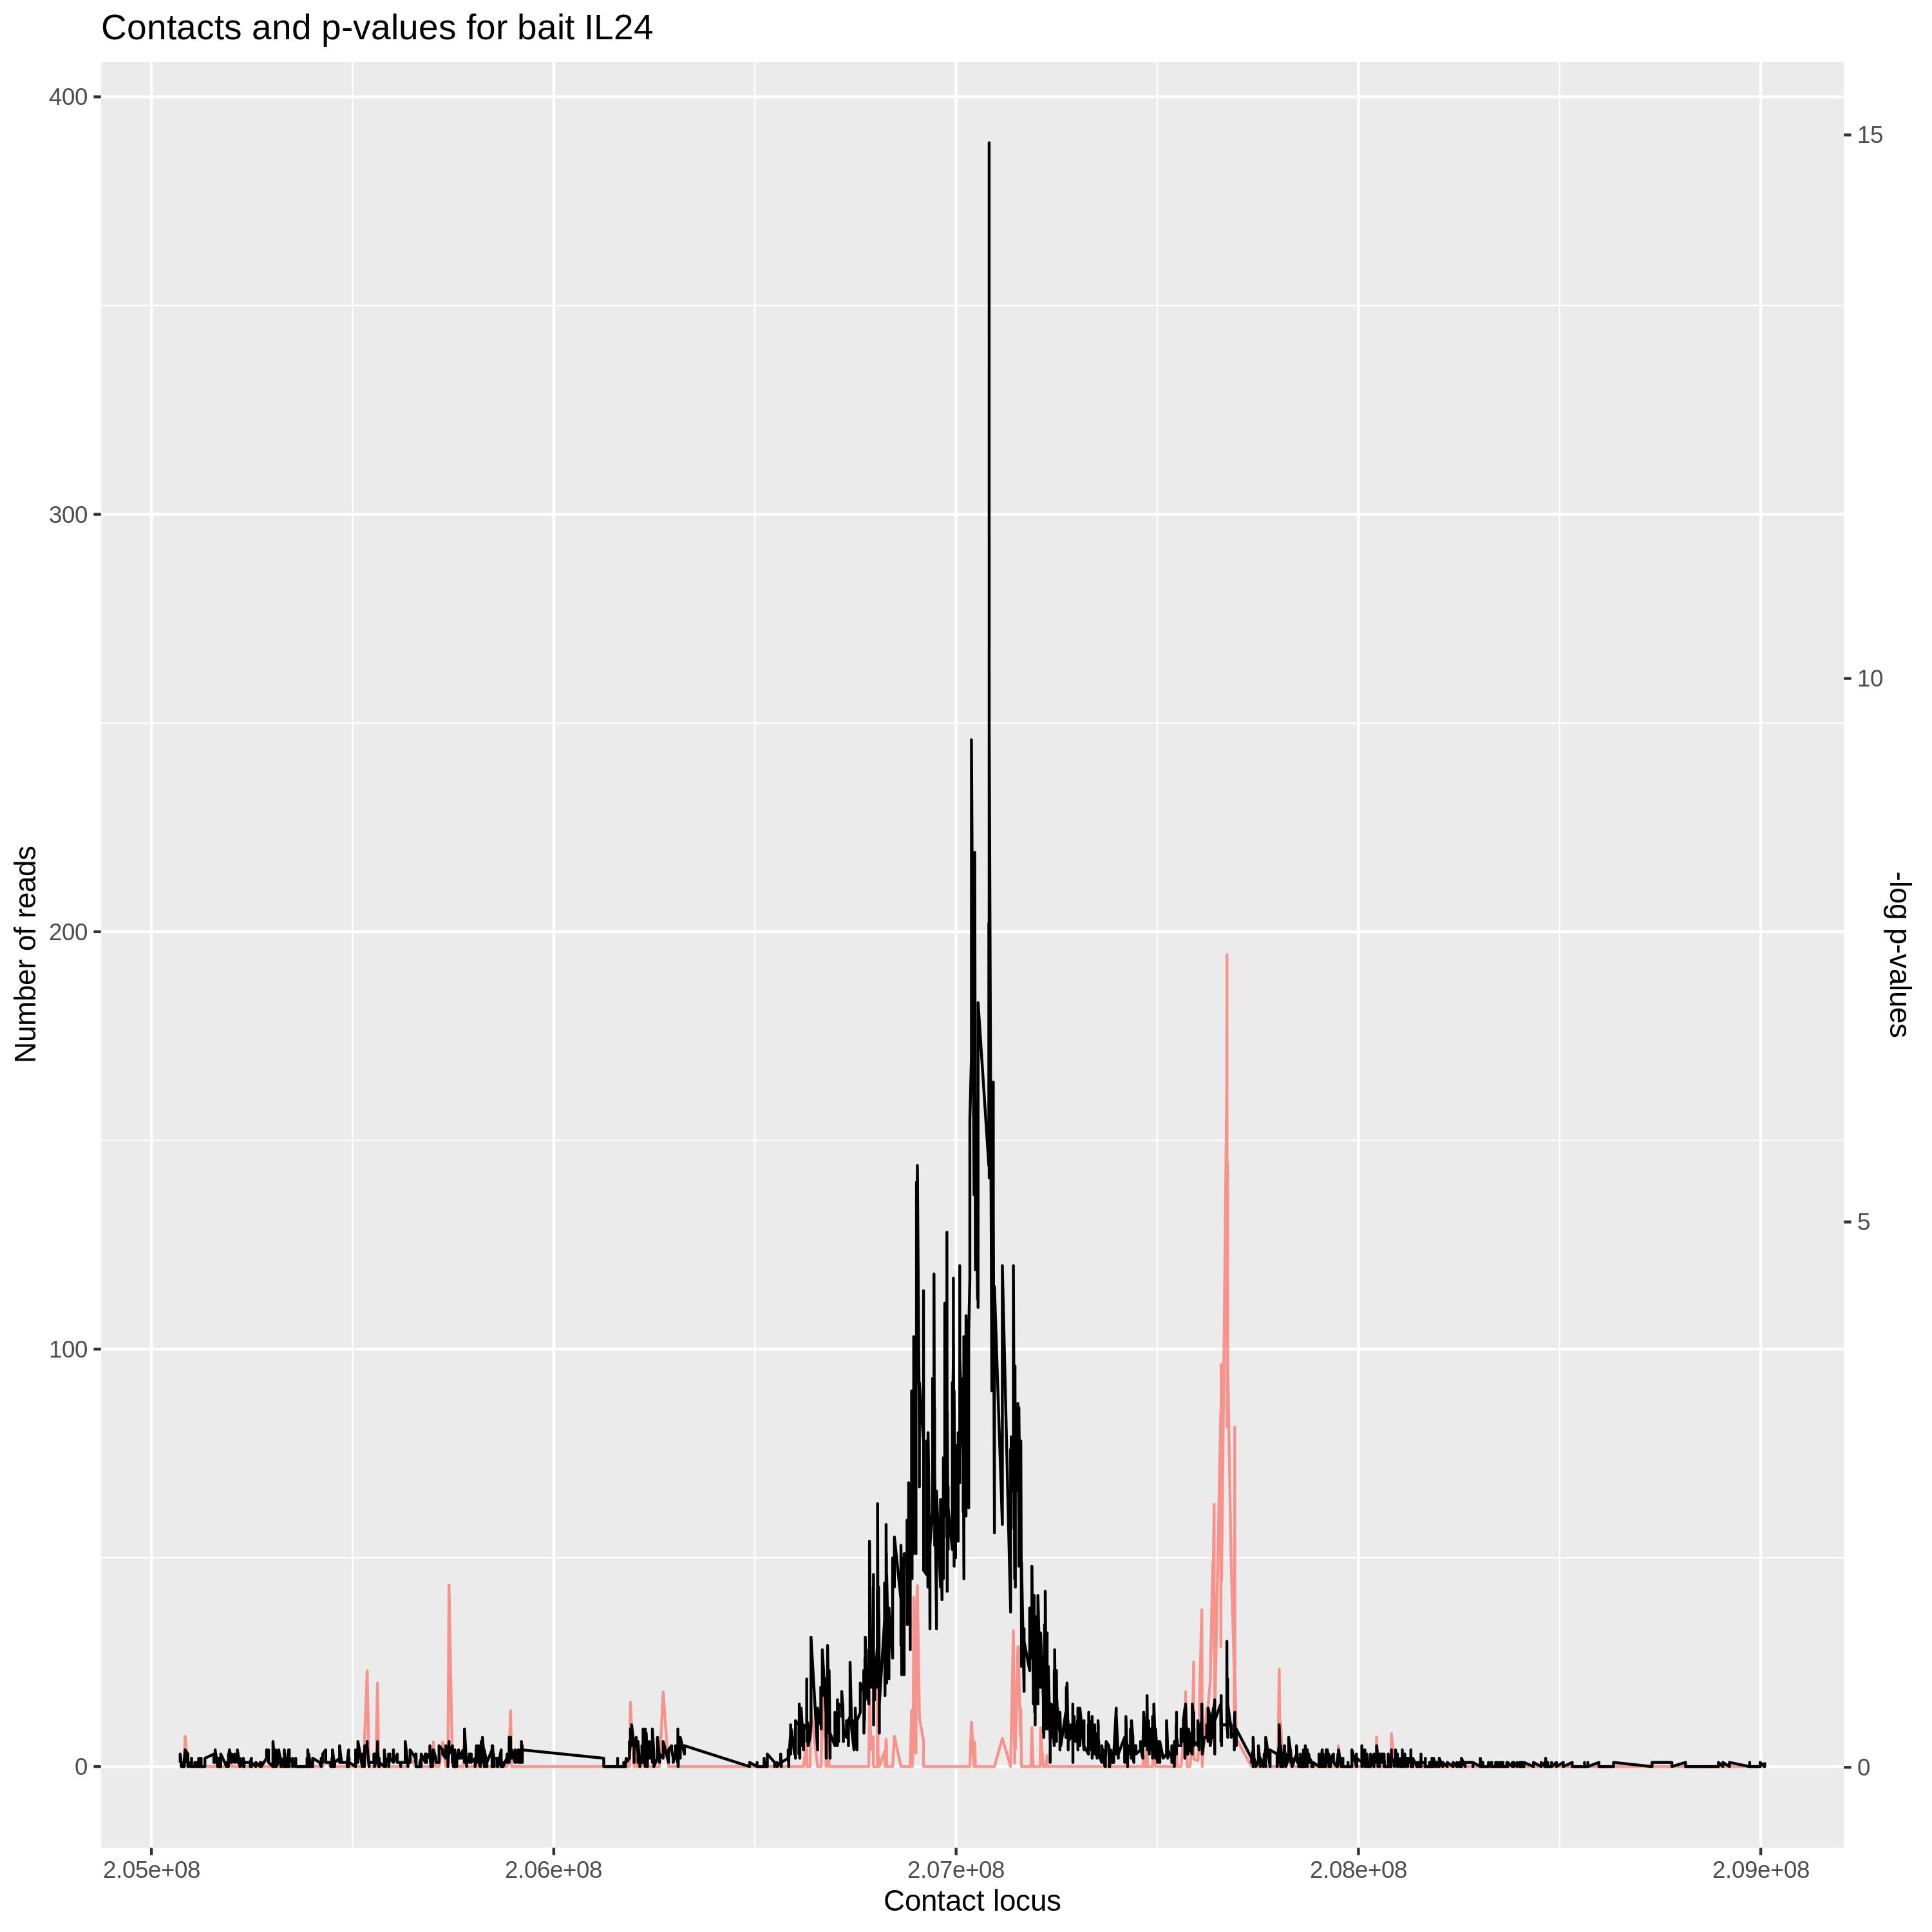 Contacts and p-values for bait IL24
400
300
200
100
0
Number of reads
15
10
5
0
-log p-values
2.05e+08
2.06e+08
2.07e+08
2.08e+08
2.09e+08
Contact locus